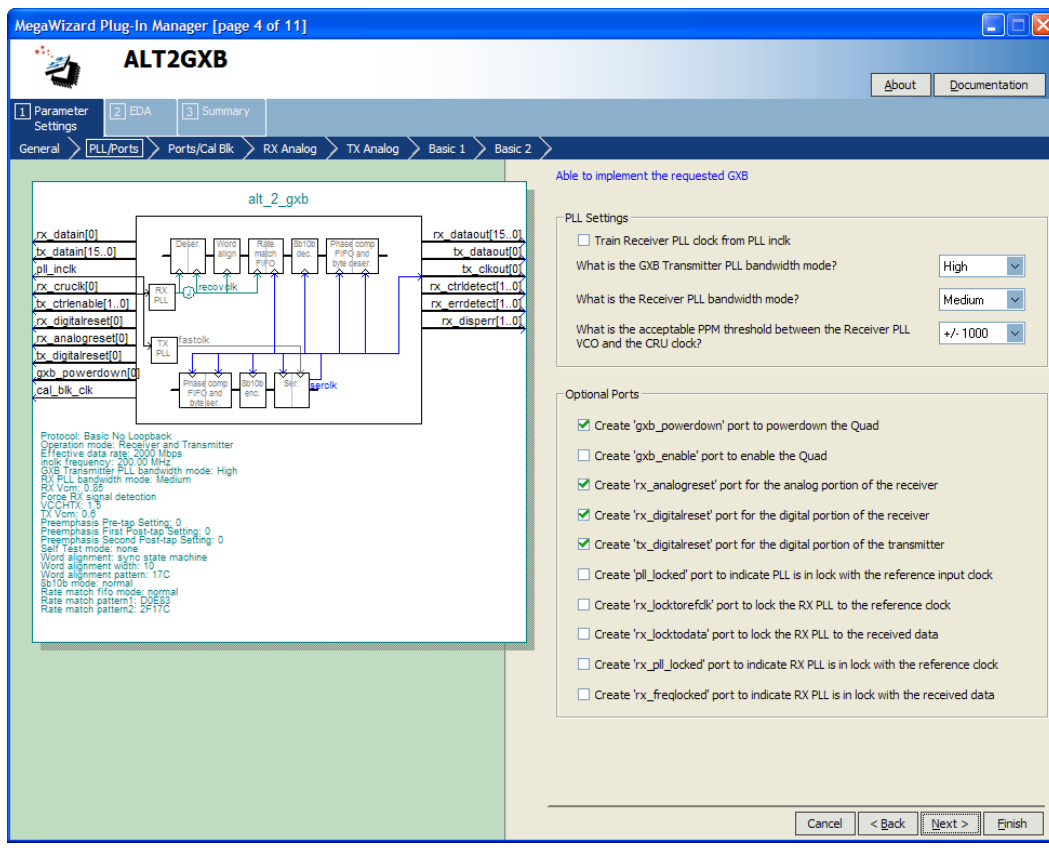 MegaWizard Plug-In Manager [page 4 of 11]
ALT2GXB
About
Documentation
1 Parameter Settings
2 EDA
3 Summary
General
PLL/Ports
Ports/Cal Blk
RX Analog
TX Analog
Basic 1
Basic 2
alt_2_gxb
rx_datain[0]
tx_datain[15..0]
pll_inclk
rx_cruclk[0]
tx_ctrlenable[1..0]
rx_digitalreset[0]
rx_analogreset[0]
tx_digitalreset[0]
gxb_powerdown[0]
cal_blk_clk
Deser.
Word align
Rate match FIFO
8b10b dec.
Phase comp FIFO and byte deser.
RX PLL
recovclk
TX PLL
fastclk
Phase comp FIFO and byte ser.
8b10b enc.
Ser.
serclk
rx_dataout[15..0]
tx_dataout[0]
tx_clkout[0]
rx_ctrldetect[1..0]
rx_errdetect[1..0]
rx_disperr[1..0]
Protocol: Basic No Loopback
Operation mode: Receiver and Transmitter
Effective data rate: 2000 Mbps
inclk frequency: 200.00 MHz
GXB Transmitter PLL bandwidth mode: High
RX PLL bandwidth mode: Medium
RX Vcm: 0.85
Force RX signal detection
VCCHTX: 1.5
TX Vcm: 0.6
Preemphasis Pre-tap Setting: 0
Preemphasis First Post-tap Setting: 0
Preemphasis Second Post-tap Setting: 0
Self Test mode: none
Word alignment: sync state machine
Word alignment width: 10
Word alignment pattern: 17C
8b10b mode: normal
Rate match fifo mode: normal
Rate match pattern1: D0E83
Rate match pattern2: 2F17C
Able to implement the requested GXB
PLL Settings
Train Receiver PLL clock from PLL inclk
What is the GXB Transmitter PLL bandwidth mode?
High
What is the Receiver PLL bandwidth mode?
Medium
What is the acceptable PPM threshold between the Receiver PLL
VCO and the CRU clock?
+/- 1000
Optional Ports
Create 'gxb_powerdown' port to powerdown the Quad
Create 'gxb_enable' port to enable the Quad
Create 'rx_analogreset' port for the analog portion of the receiver
Create 'rx_digitalreset' port for the digital portion of the receiver
Create 'tx_digitalreset' port for the digital portion of the transmitter
Create 'pll_locked' port to indicate PLL is in lock with the reference input clock
Create 'rx_locktorefclk' port to lock the RX PLL to the reference clock
Create 'rx_locktodata' port to lock the RX PLL to the received data
Create 'rx_pll_locked' port to indicate RX PLL is in lock with the reference clock
Create 'rx_freqlocked' port to indicate RX PLL is in lock with the received data
Cancel
< Back
Next >
Finish